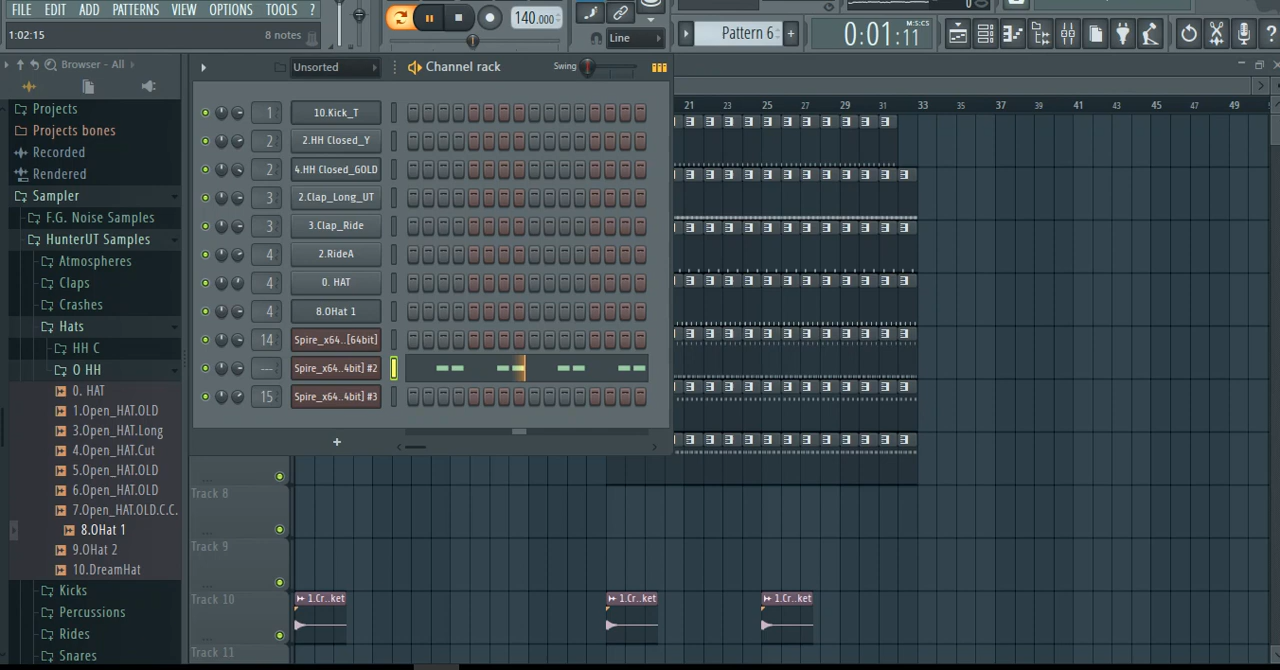 FILE EDIT ADD PATTERNS VIEW OPTIONS TOOLS ?
140.000
1:02:15
8 notes
Line
Pattern 6
+
0:01:11
M:S:CS
?
Browser - All
Unsorted
Channel rack
Swing
Projects
Projects bones
Recorded
Rendered
Sampler
F.G. Noise Samples
HunterUT Samples
Atmospheres
Claps
Crashes
Hats
HH C
O HH
0. HAT
1.Open_HAT.OLD
3.Open_HAT.Long
4.Open_HAT.Cut
5.Open_HAT.OLD
6.Open_HAT.OLD
7.Open_HAT.OLD.C.C.
8.OHat 1
9.OHat 2
10.DreamHat
Kicks
Percussions
Rides
Snares
1 10.Kick_T
2 2.HH Closed_Y
2 4.HH Closed_GOLD
3 2.Clap_Long_UT
3 3.Clap_Ride
4 2.RideA
4 0. HAT
4 8.OHat 1
14 Spire_x64..[64bit]
--- Spire_x64..4bit] #2
15 Spire_x64..4bit] #3
+
21 23 25 27 29 31 33 35 37 39 41 43 45 47 49
Track 8
Track 9
Track 10
1.Cr..ket 1.Cr..ket 1.Cr..ket
Track 11